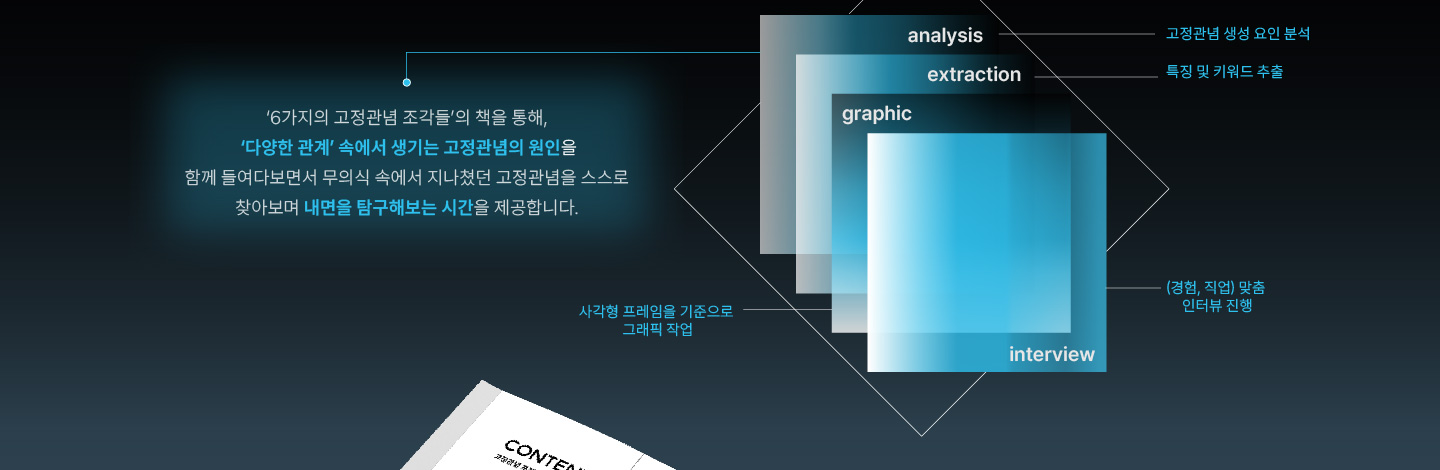 analysis
고정관념 생성 요인 분석
extraction
특징 및 키워드 추출
graphic
‘6가지의 고정관념 조각들’의 책을 통해,
‘다양한 관계’ 속에서 생기는 고정관념의 원인을
함께 들여다보면서 무의식 속에서 지나쳤던 고정관념을 스스로
찾아보며 내면을 탐구해보는 시간을 제공합니다.
(경험, 직업) 맞춤
인터뷰 진행
사각형 프레임을 기준으로
그래픽 작업
interview
고정관념